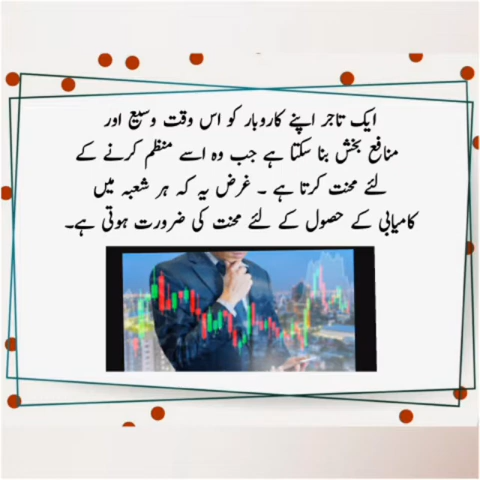 ایک تاجر اپنے کاروبار کو اس وقت وسیع اور
منافع بخش بنا سکتا ہے جب وہ اسے منظم کرنے کے
لئے محنت کرتا ہے ۔ غرض یہ کہ ہر شعبہ میں
کامیابی کے حصول کے لئے محنت کی ضرورت ہوتی ہے۔